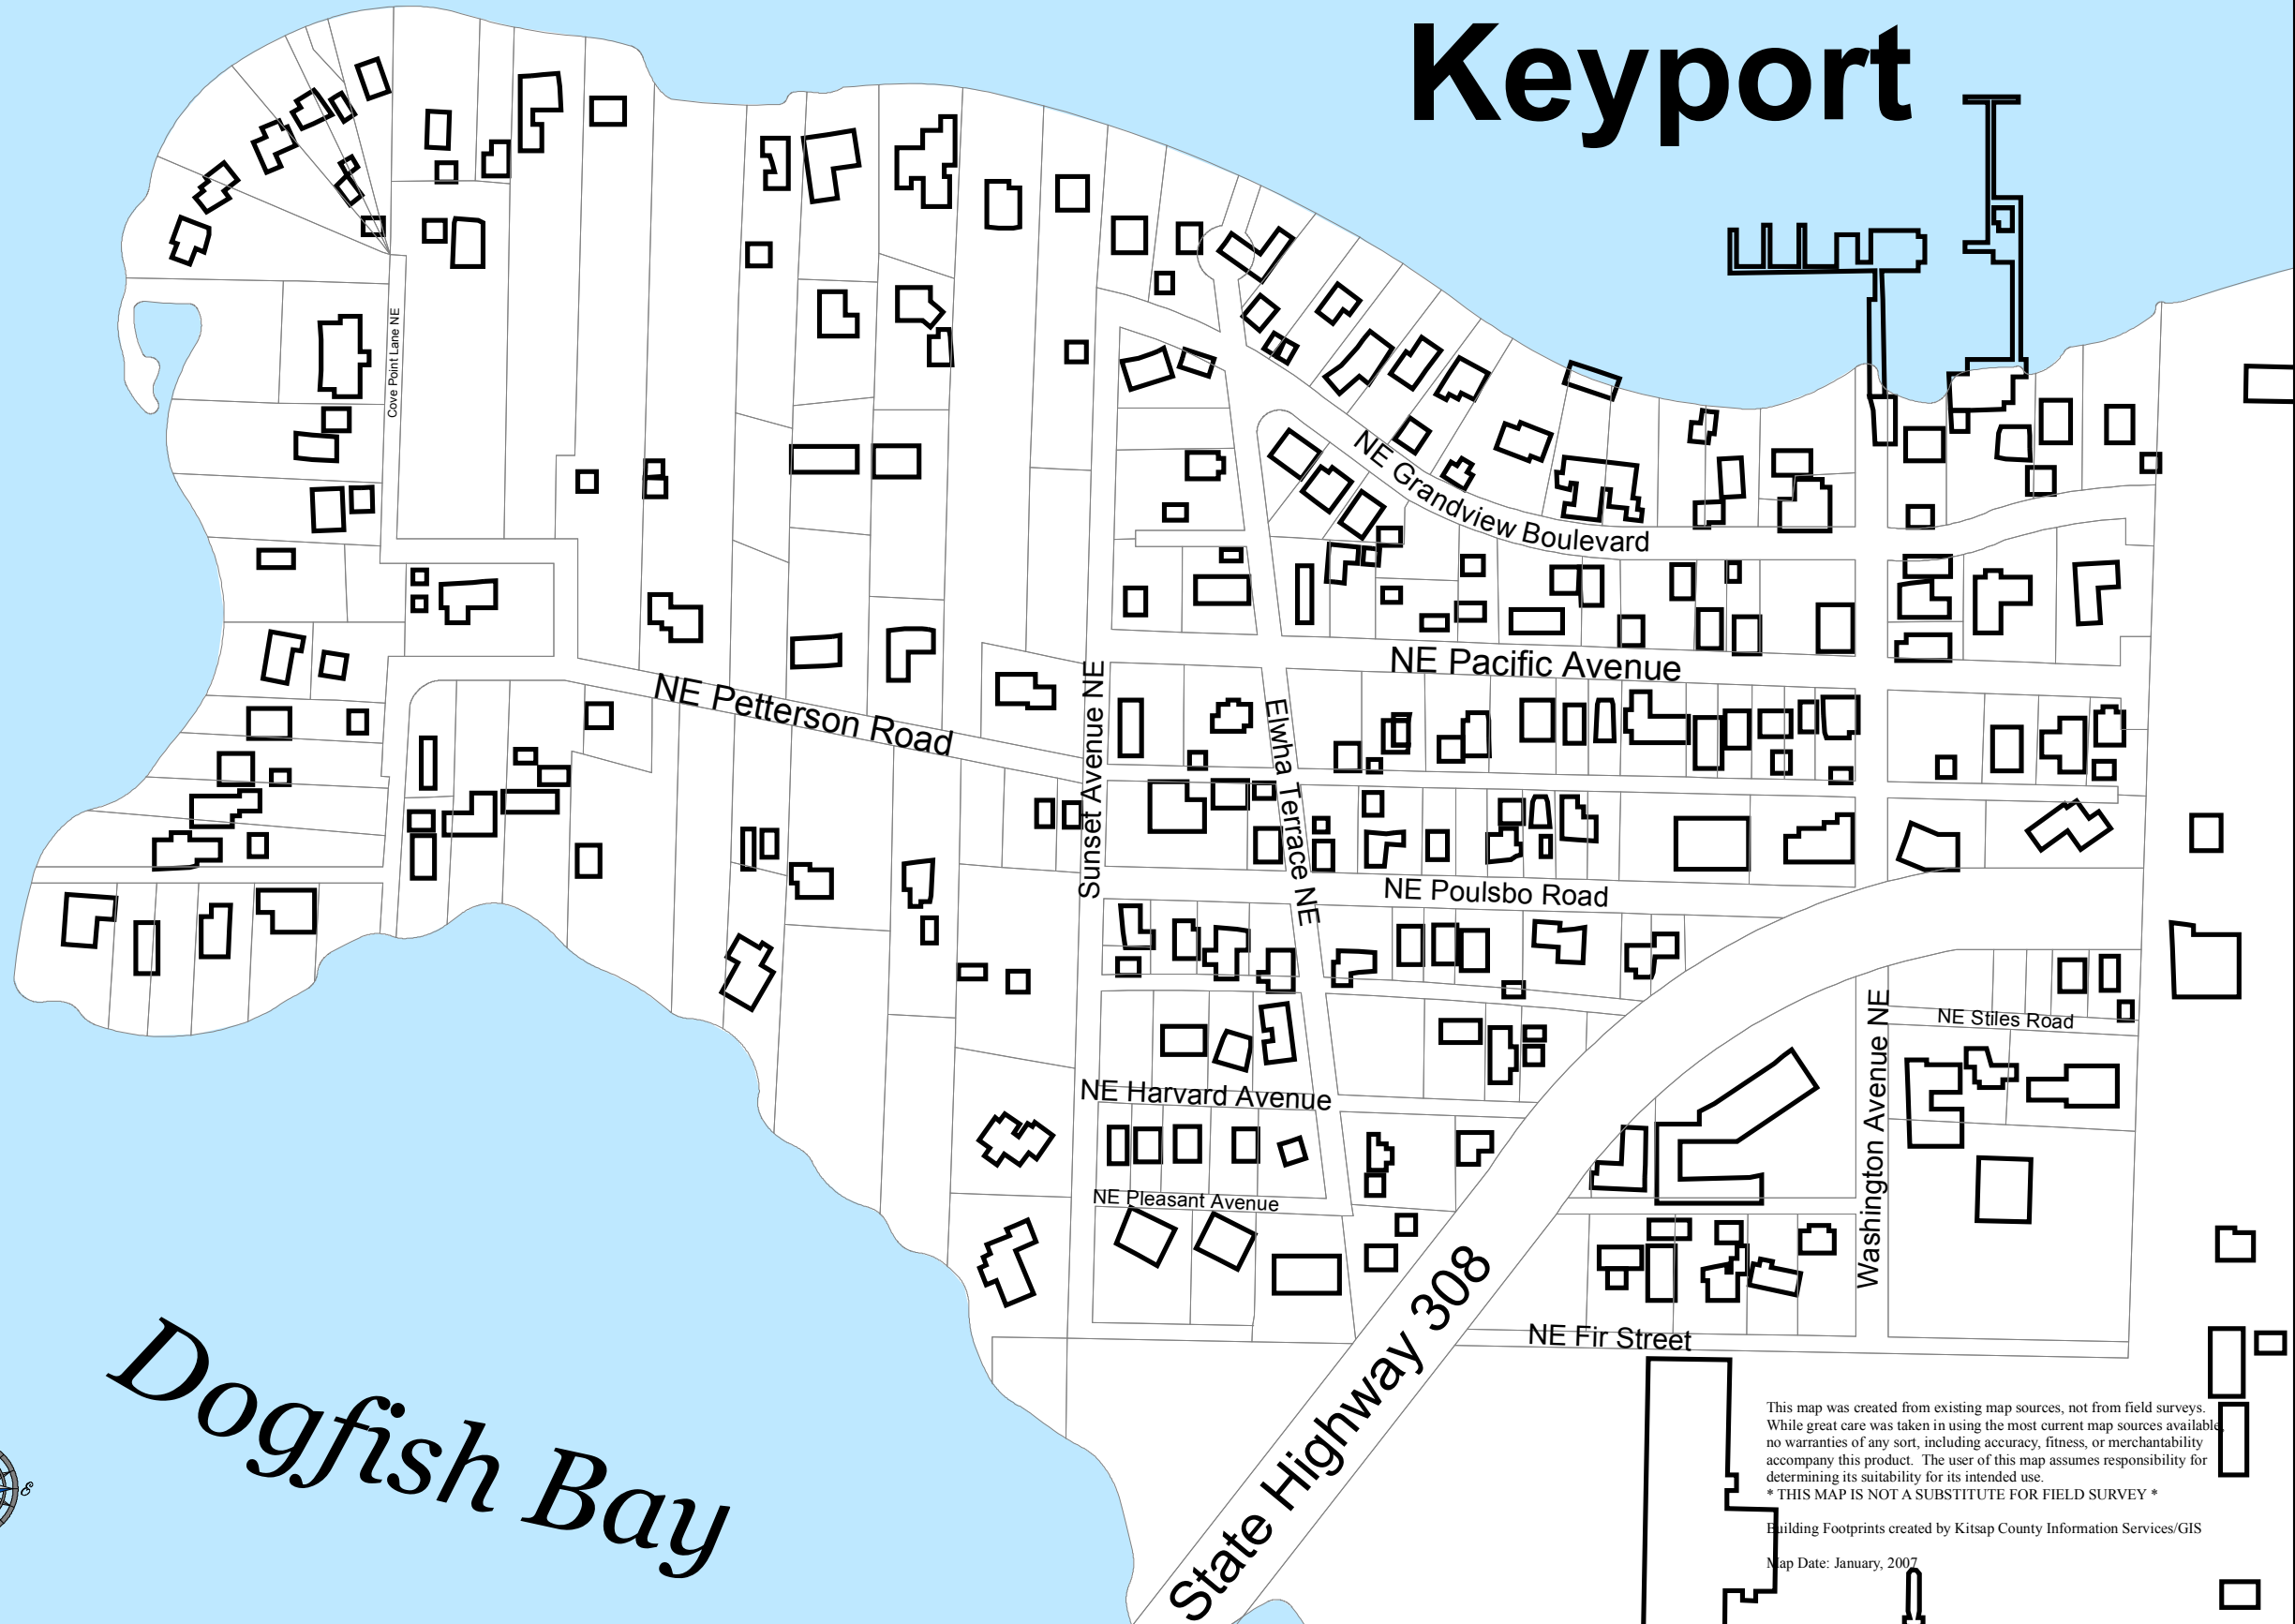 Keyport
Cove Point Lane NE
NE Grandview Boulevard
NE Pacific Avenue
NE Petterson Road
Sunset Avenue NE
Elwha Terrace NE
NE Poulsbo Road
NE Stiles Road
Washington Avenue NE
NE Harvard Avenue
NE Pleasant Avenue
State Highway 308
NE Fir Street
Dogfish Bay
This map was created from existing map sources, not from field surveys.
While great care was taken in using the most current map sources available,
no warranties of any sort, including accuracy, fitness, or merchantability
accompany this product. The user of this map assumes responsibility for
determining its suitability for its intended use.
* THIS MAP IS NOT A SUBSTITUTE FOR FIELD SURVEY *
Building Footprints created by Kitsap County Information Services/GIS
Map Date: January, 2007